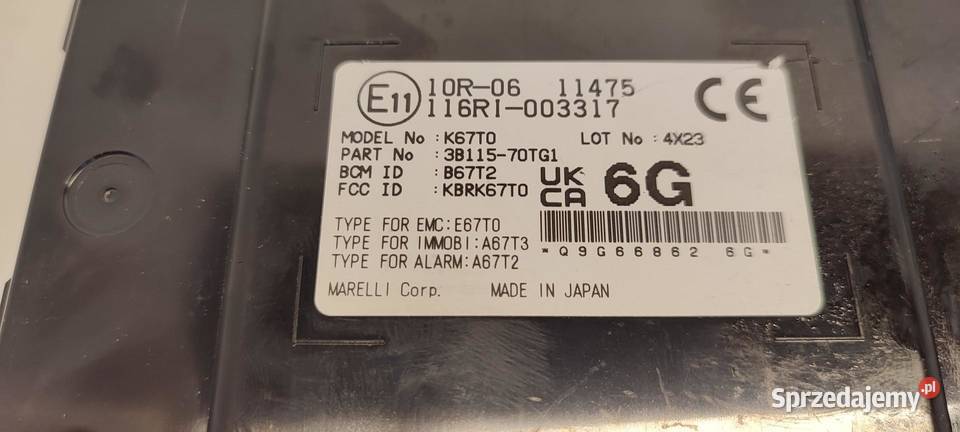 E11 10R-06 11475
116RI-003317
CE
MODEL No : K67T0 LOT No : 4X23
PART No : 3B115-70TG1
BCM ID : B67T2
FCC ID : KBRK67T0
UK
CA
6G
*Q9G66862 6G*
TYPE FOR EMC:E67T0
TYPE FOR IMMOBI:A67T3
TYPE FOR ALARM:A67T2
MARELLI Corp. MADE IN JAPAN
Sprzedajemy.pl